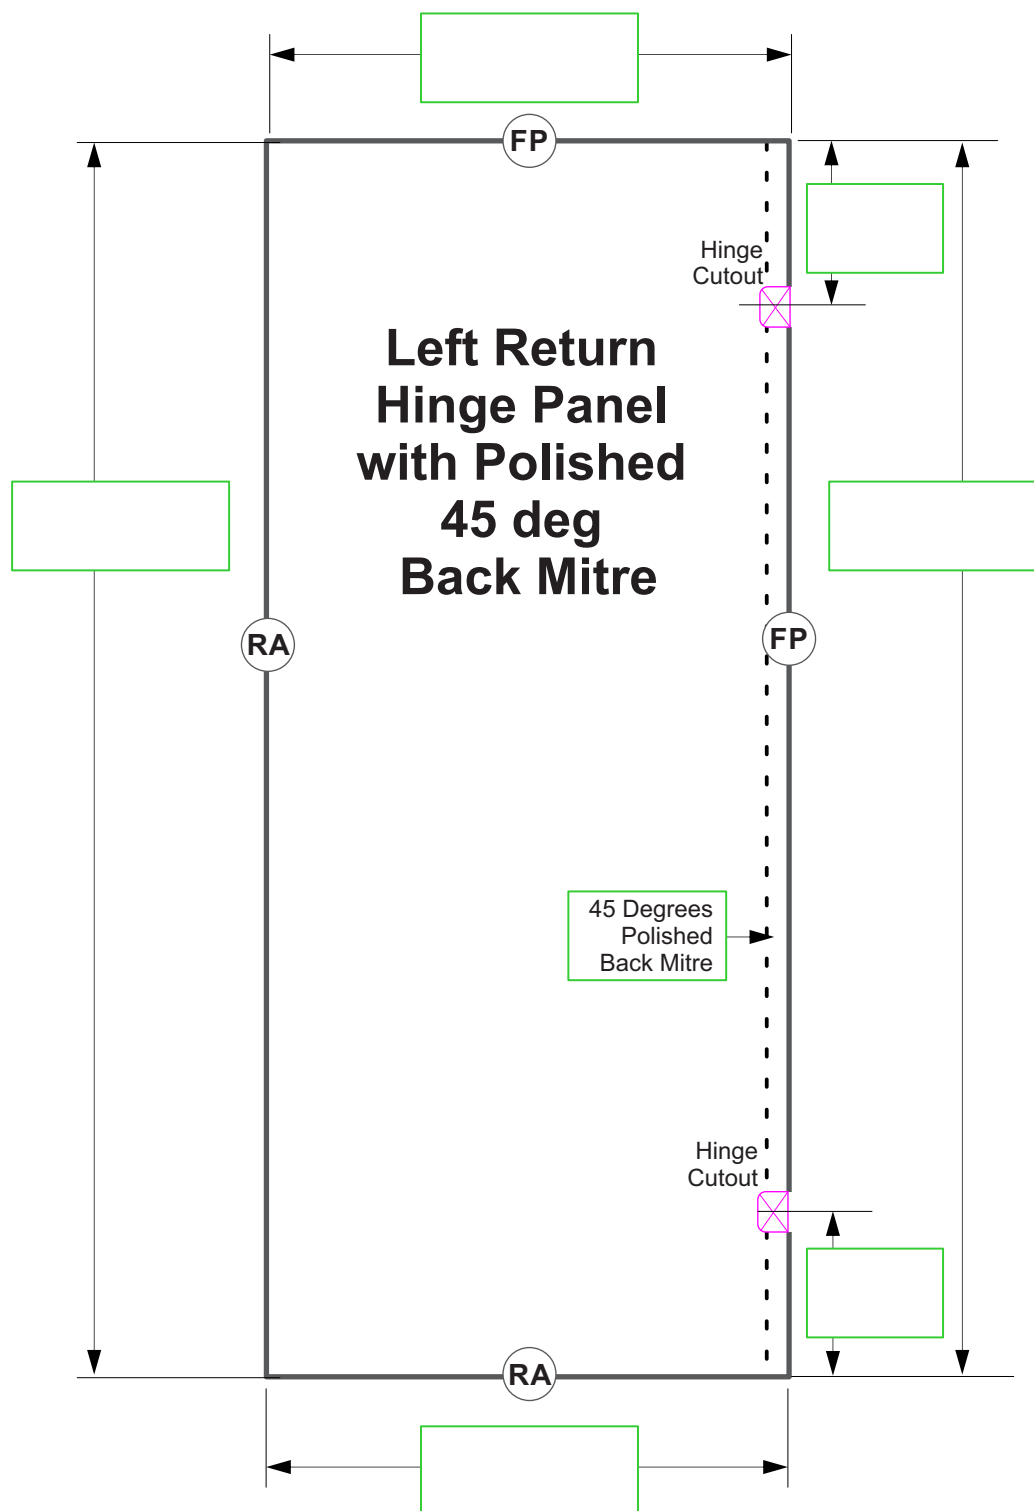 FP
Hinge
Cutout
Left Return
Hinge Panel
with Polished
45 deg
Back Mitre
RA
FP
45 Degrees
Polished
Back Mitre
Hinge
Cutout
RA